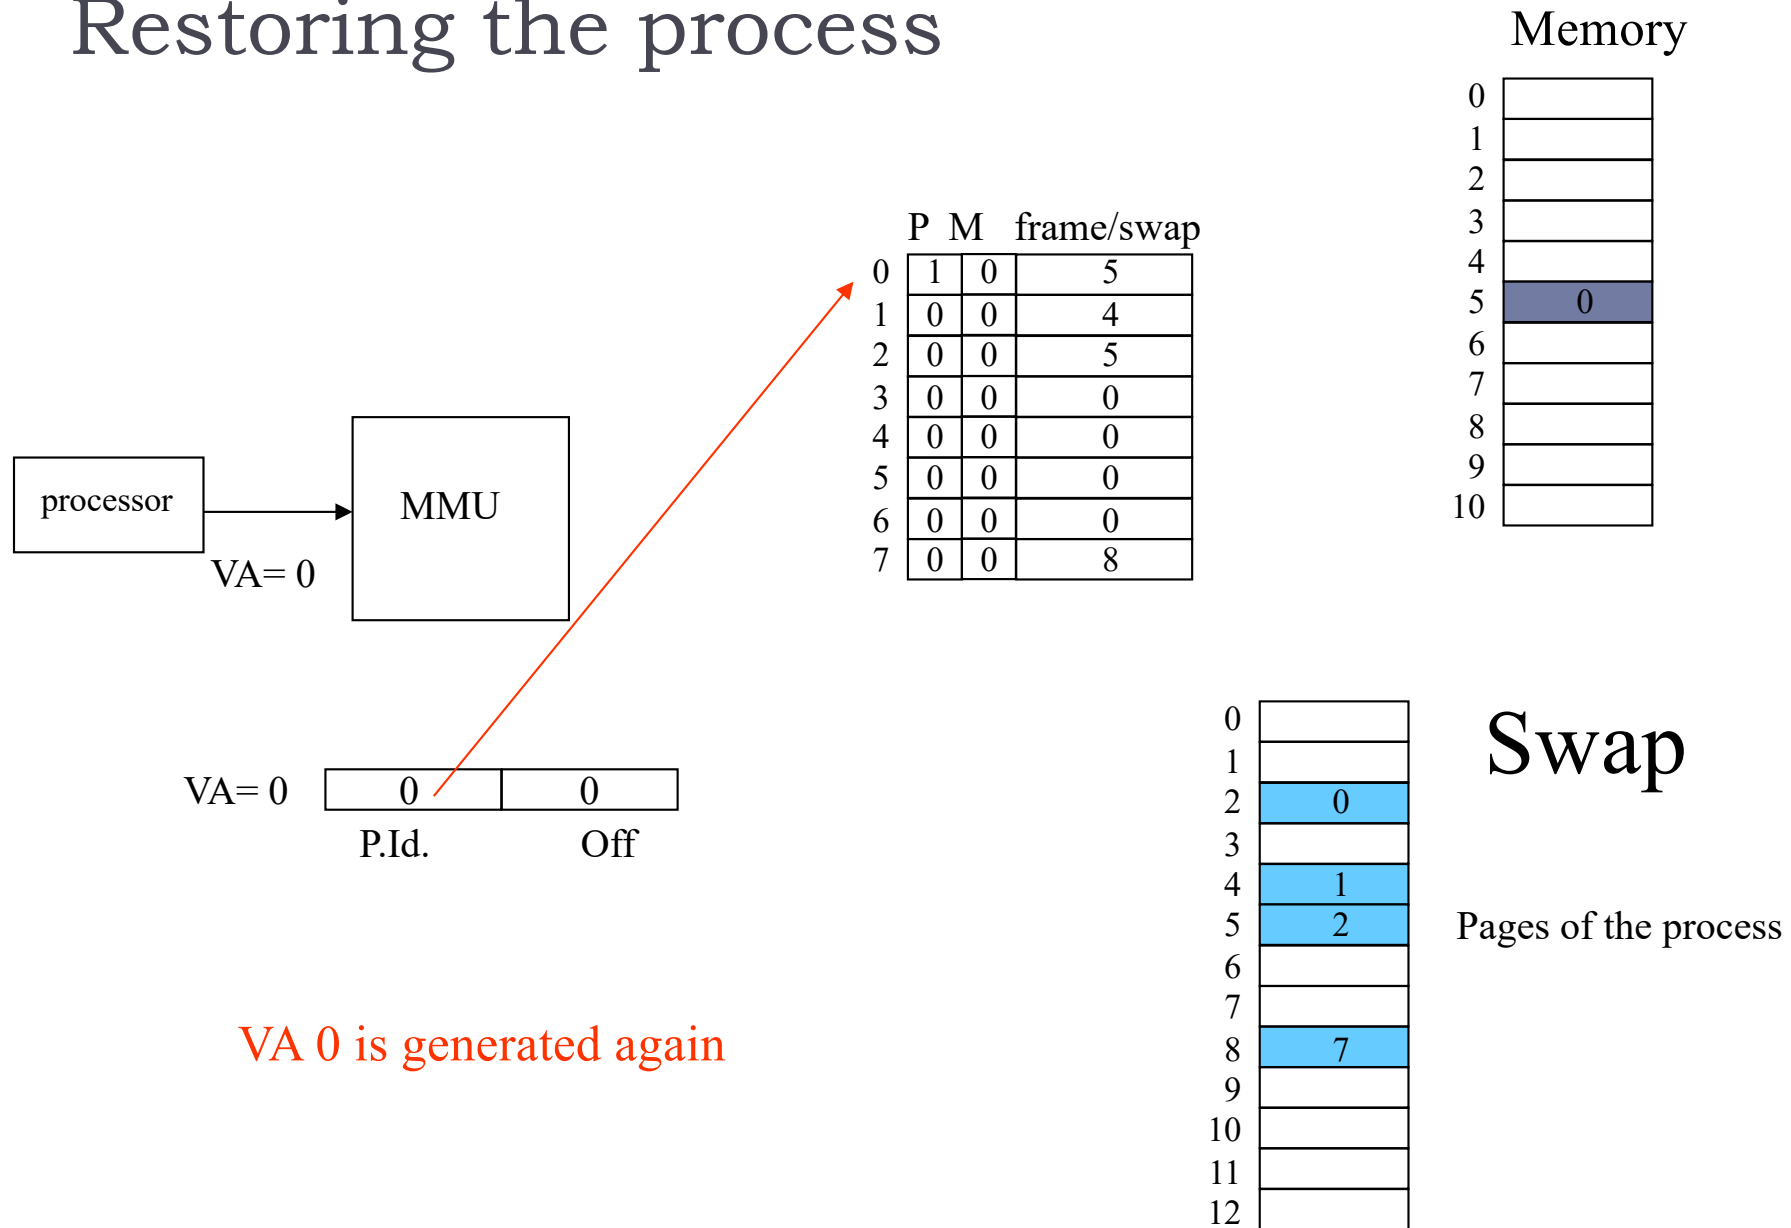 Restoring the process
Memory
0
1
2
3
4
5 0
6
7
8
9
10
P M frame/swap
0 1 0 5
1 0 0 4
2 0 0 5
3 0 0 0
4 0 0 0
5 0 0 0
6 0 0 0
7 0 0 8
processor
MMU
VA= 0
VA= 0 0 0
P.Id. Off
VA 0 is generated again
Swap
0
1
2 0
3
4 1
5 2
6
7
8 7
9
10
11
12
Pages of the process